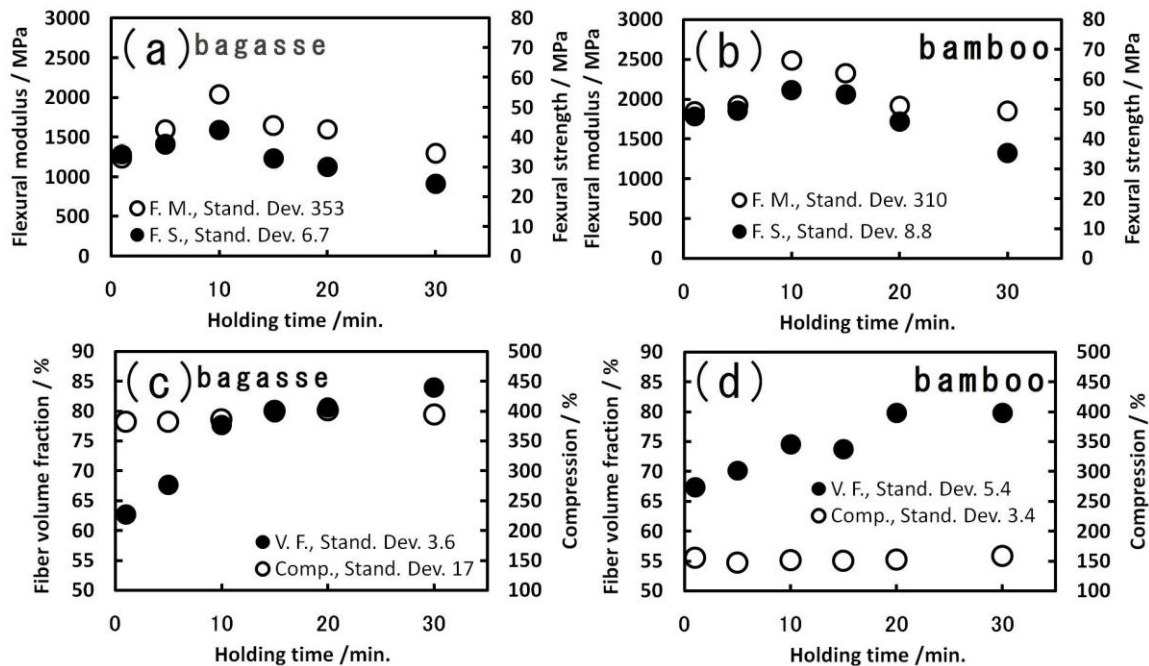 (a) bagasse
Flexural modulus / MPa
3000
2500
2000
1500
1000
500
0
F. M., Stand. Dev. 353
F. S., Stand. Dev. 6.7
80
70
60
50
40
30
20
10
0
Fexural strength / MPa
0 10 20 30
Holding time /min.
(b) bamboo
Flexural modulus / MPa
3000
2500
2000
1500
1000
500
0
F. M., Stand. Dev. 310
F. S., Stand. Dev. 8.8
80
70
60
50
40
30
20
10
0
Fexural strength / MPa
0 10 20 30
Holding time /min.
(c) bagasse
Fiber volume fraction / %
90
85
80
75
70
65
60
55
50
V. F., Stand. Dev. 3.6
Comp., Stand. Dev. 17
500
450
400
350
300
250
200
150
100
Compression / %
0 10 20 30
Holding time /min.
(d) bamboo
Fiber volume fraction / %
90
85
80
75
70
65
60
55
50
V. F., Stand. Dev. 5.4
Comp., Stand. Dev. 3.4
500
450
400
350
300
250
200
150
100
Compression / %
0 10 20 30
Holding time /min.